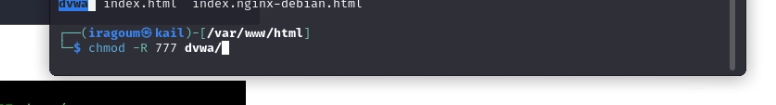 dvwa index.html index.nginx-debian.html
┌──(iragoum㉿kail)-[/var/www/html]
└─$ chmod -R 777 dvwa/